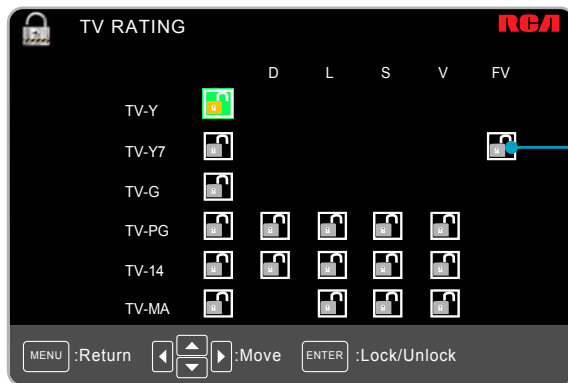 TV RATING RCA
D L S V FV
TV-Y
TV-Y7
TV-G
TV-PG
TV-14
TV-MA
MENU :Return :Move ENTER :Lock/Unlock